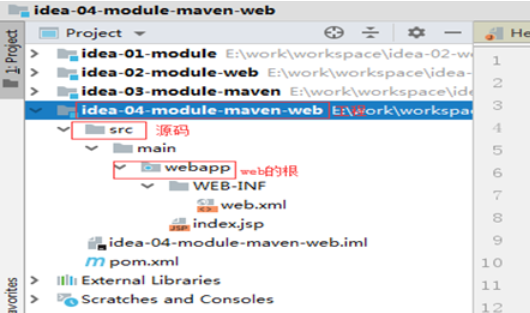 idea-04-module-maven-web
Project
1: Project
He
idea-01-module E:\work\workspace\idea-02-w
idea-02-module-web E:\work\workspace\idea-
idea-03-module-maven E:\work\workspace\
idea-04-module-maven-web E:\work\workspac
src 源码
main
webapp web的根
WEB-INF
web.xml
index.jsp
idea-04-module-maven-web.iml
pom.xml
External Libraries
Scratches and Consoles
avorites
1
2
3
4
5
6
7
8
9
10
11
12